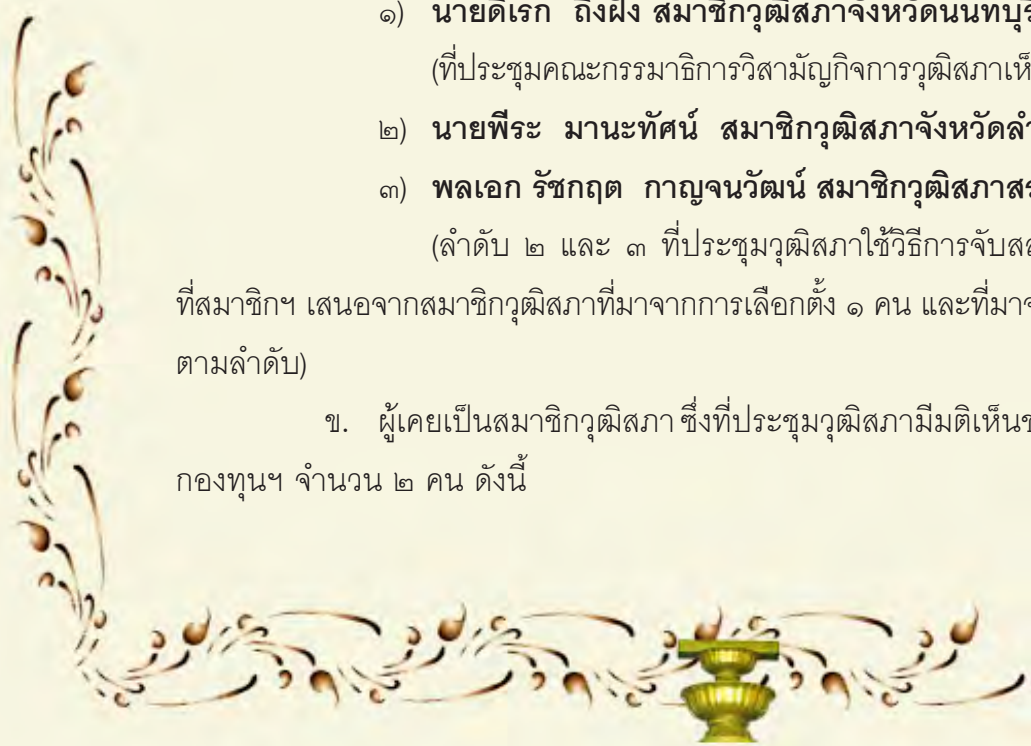 ๑) นายดิเรก ถึงฝั่ง สมาชิกวุฒิสภาจังหวัดนนทบุรี
(ที่ประชุมคณะกรรมาธิการวิสามัญกิจการวุฒิสภาเห็
๒) นายพีระ มานะทัศน์ สมาชิกวุฒิสภาจังหวัดลำ
๓) พลเอก รัชกฤต กาญจนวัฒน์ สมาชิกวุฒิสภาสร
(ลำดับ ๒ และ ๓ ที่ประชุมวุฒิสภาใช้วิธีการจับสล
ที่สมาชิกฯ เสนอจากสมาชิกวุฒิสภาที่มาจากการเลือกตั้ง ๑ คน และที่มาจ
ตามลำดับ)
ข. ผู้เคยเป็นสมาชิกวุฒิสภา ซึ่งที่ประชุมวุฒิสภามีมติเห็นช
กองทุนฯ จำนวน ๒ คน ดังนี้